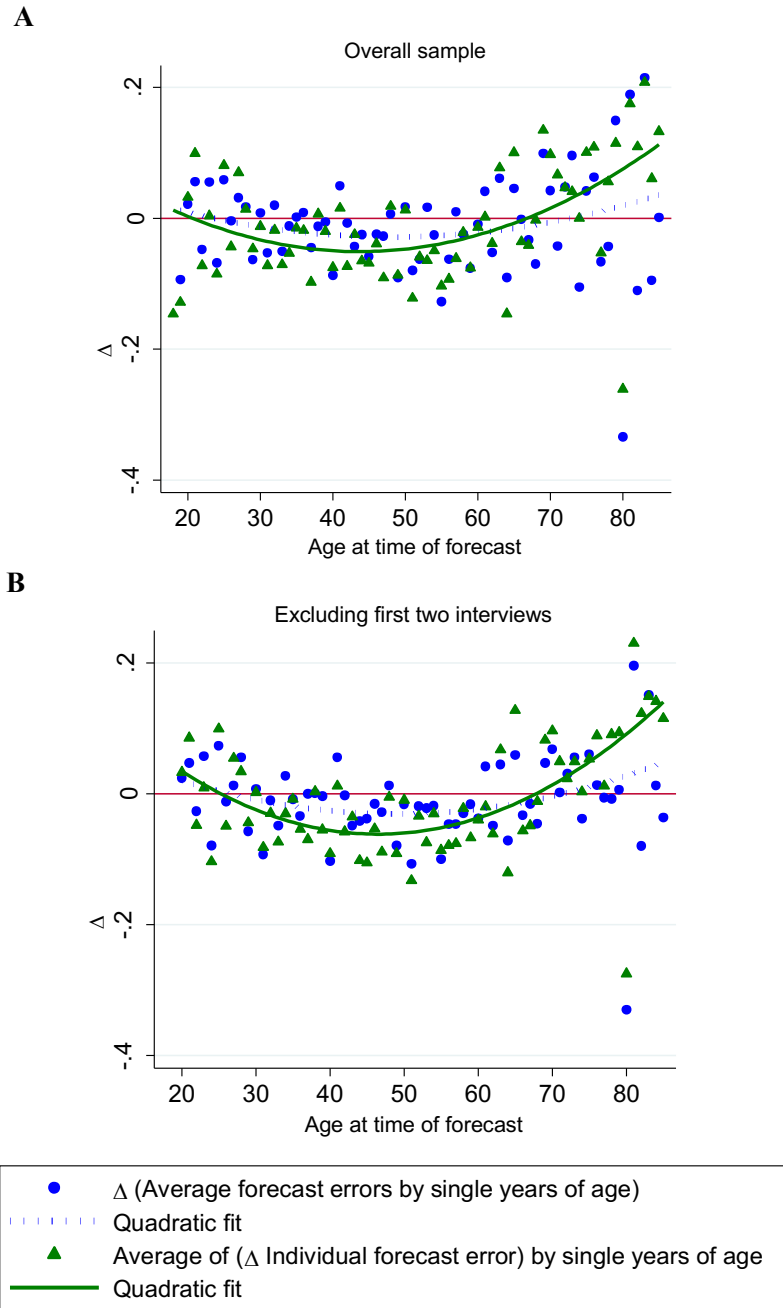 A
Overall sample
.2
0
-.2
-.4
Δ
20 30 40 50 60 70 80
Age at time of forecast
B
Excluding first two interviews
.2
0
-.2
-.4
Δ
20 30 40 50 60 70 80
Age at time of forecast
Δ (Average forecast errors by single years of age)
Quadratic fit
Average of (Δ Individual forecast error) by single years of age
Quadratic fit